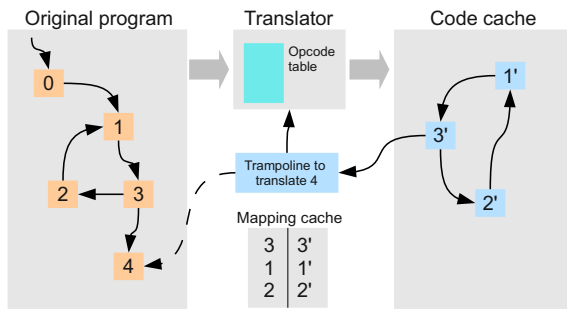 Original program
Translator
Code cache
0
1
2
3
4
Opcode
table
Trampoline to
translate 4
Mapping cache
3 3'
1 1'
2 2'
1'
3'
2'